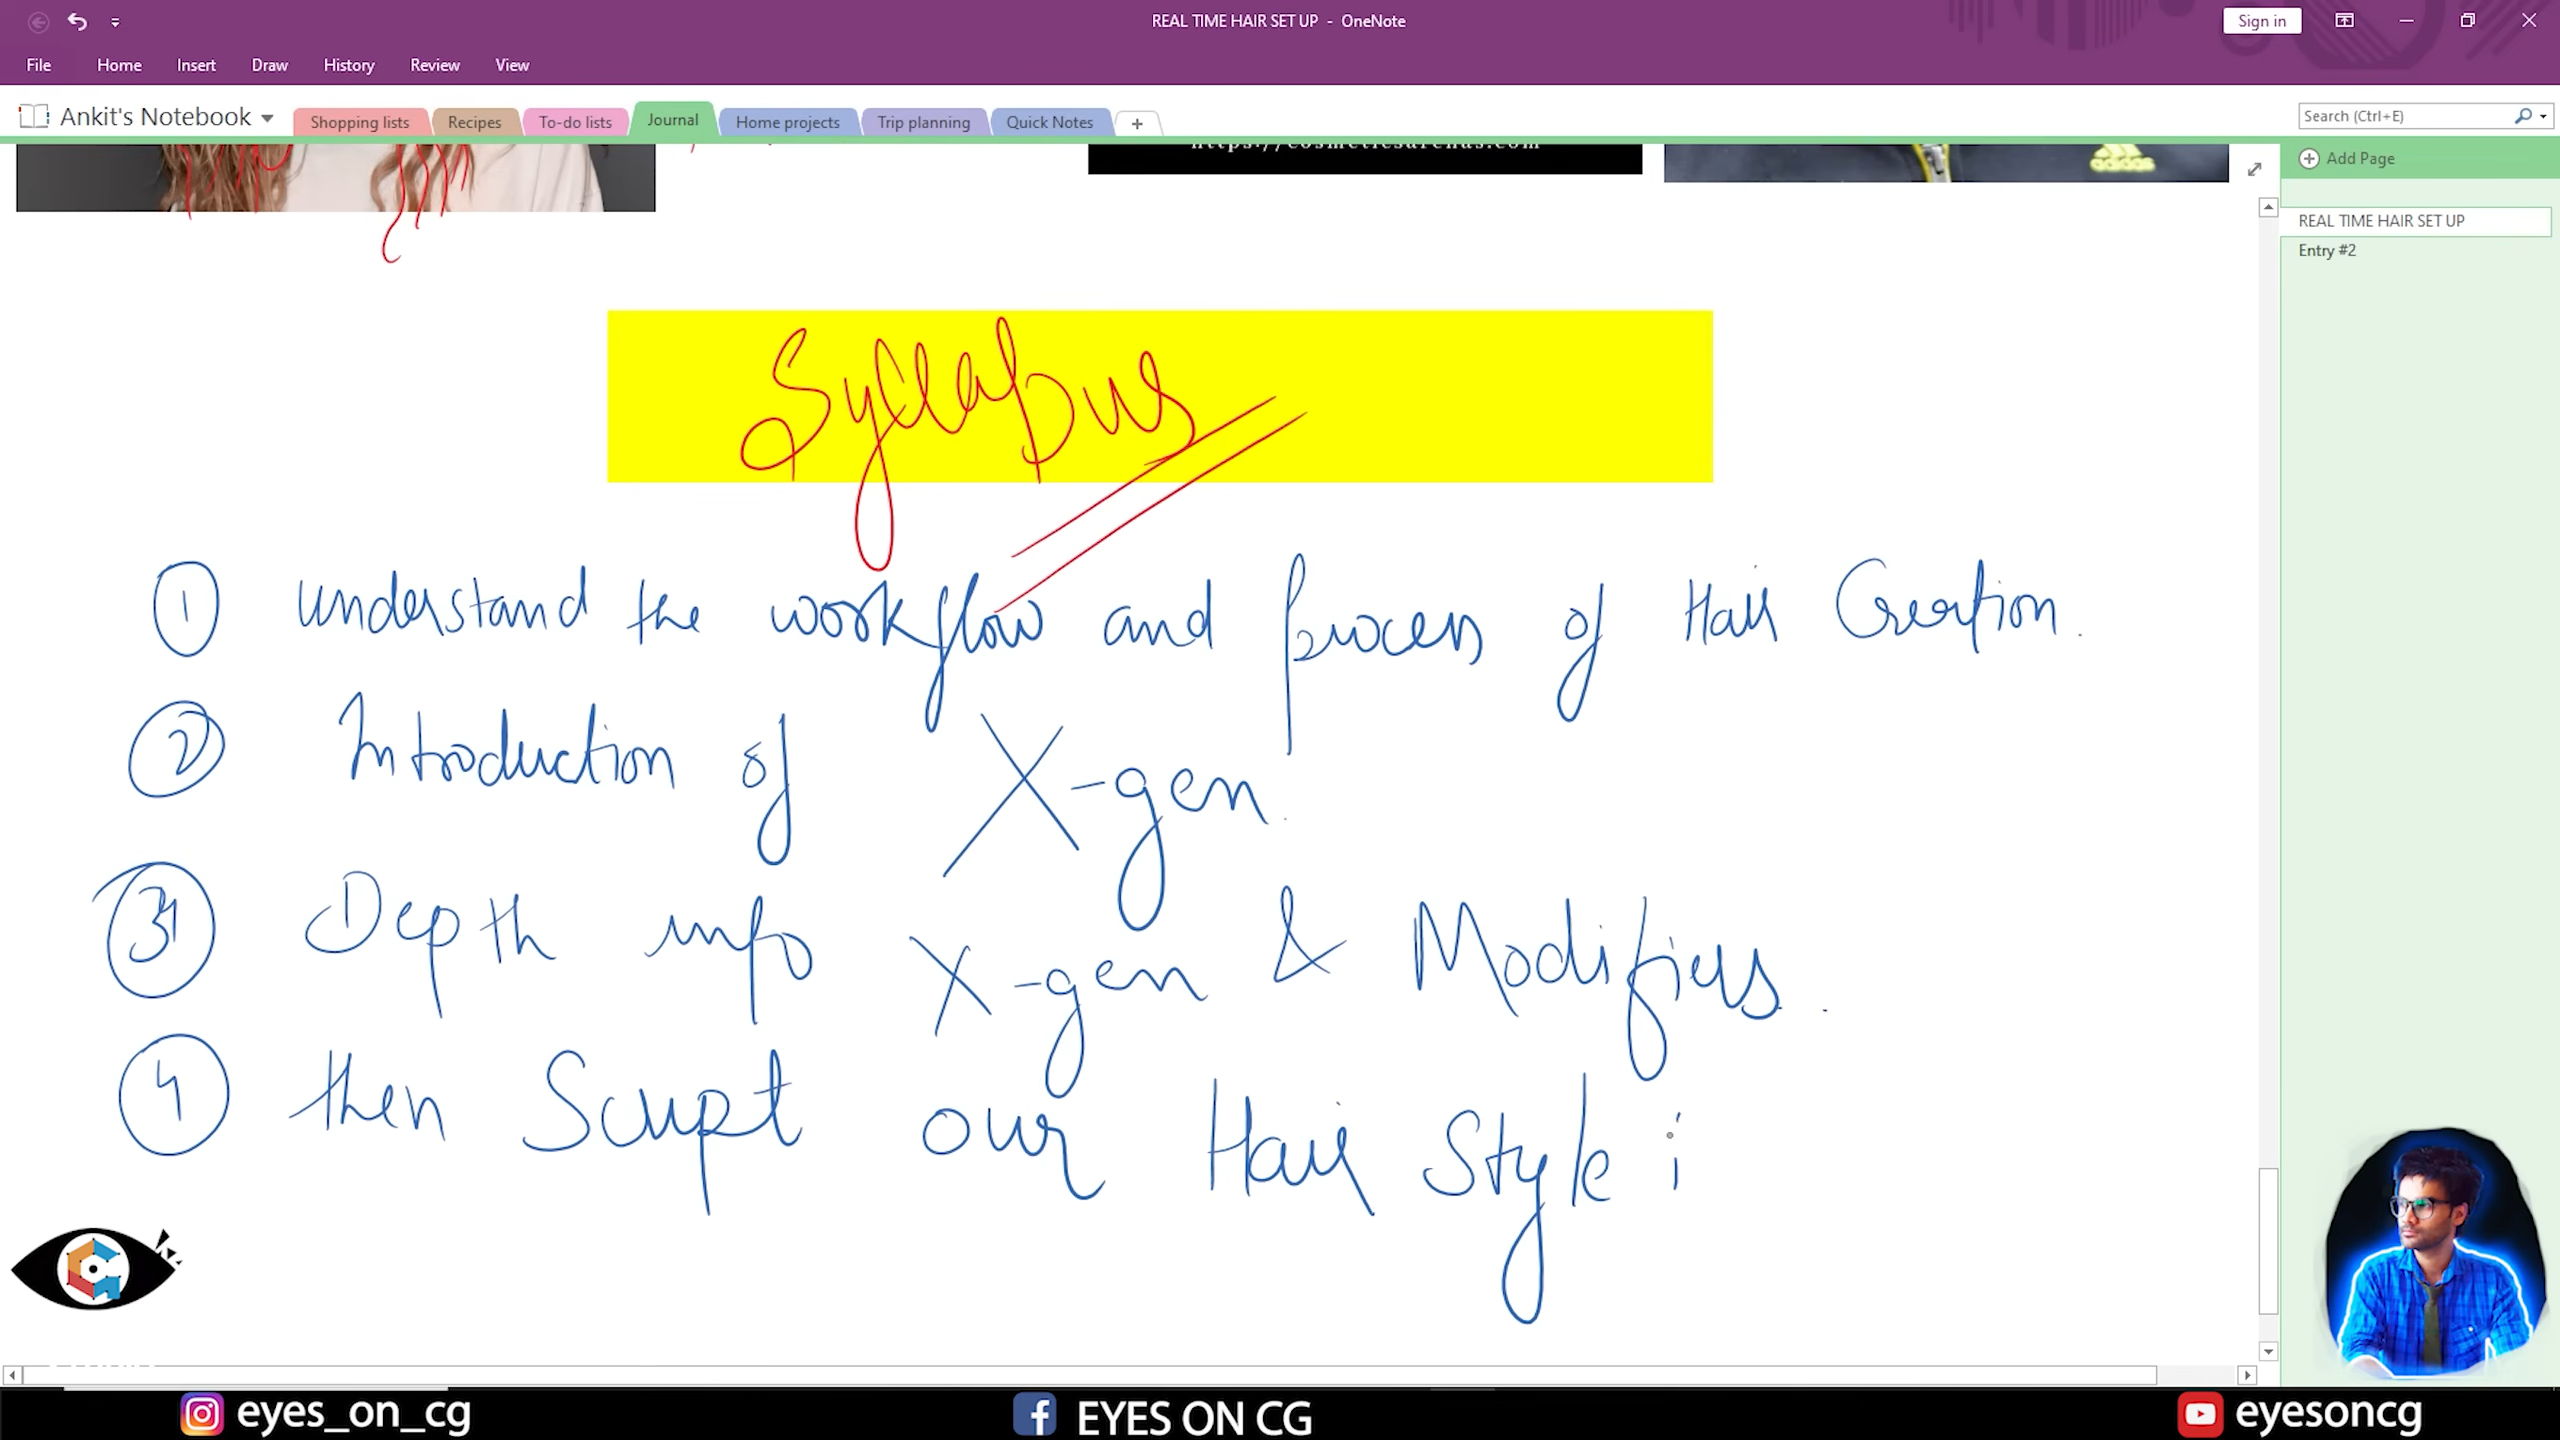 REAL TIME HAIR SET UP - OneNote
Sign in
File Home Insert Draw History Review View
Ankit's Notebook Shopping lists Recipes To-do lists Journal Home projects Trip planning Quick Notes
Search (Ctrl+E)
adidas
Add Page
REAL TIME HAIR SET UP
Entry #2
Syllabus
1 understand the workflow and process of Hair Creation.
2 Introduction of X-gen.
3 Depth info X-gen & Modifiers.
4 then Sculpt our Hair Style i
eyes_on_cg EYES ON CG eyesoncg